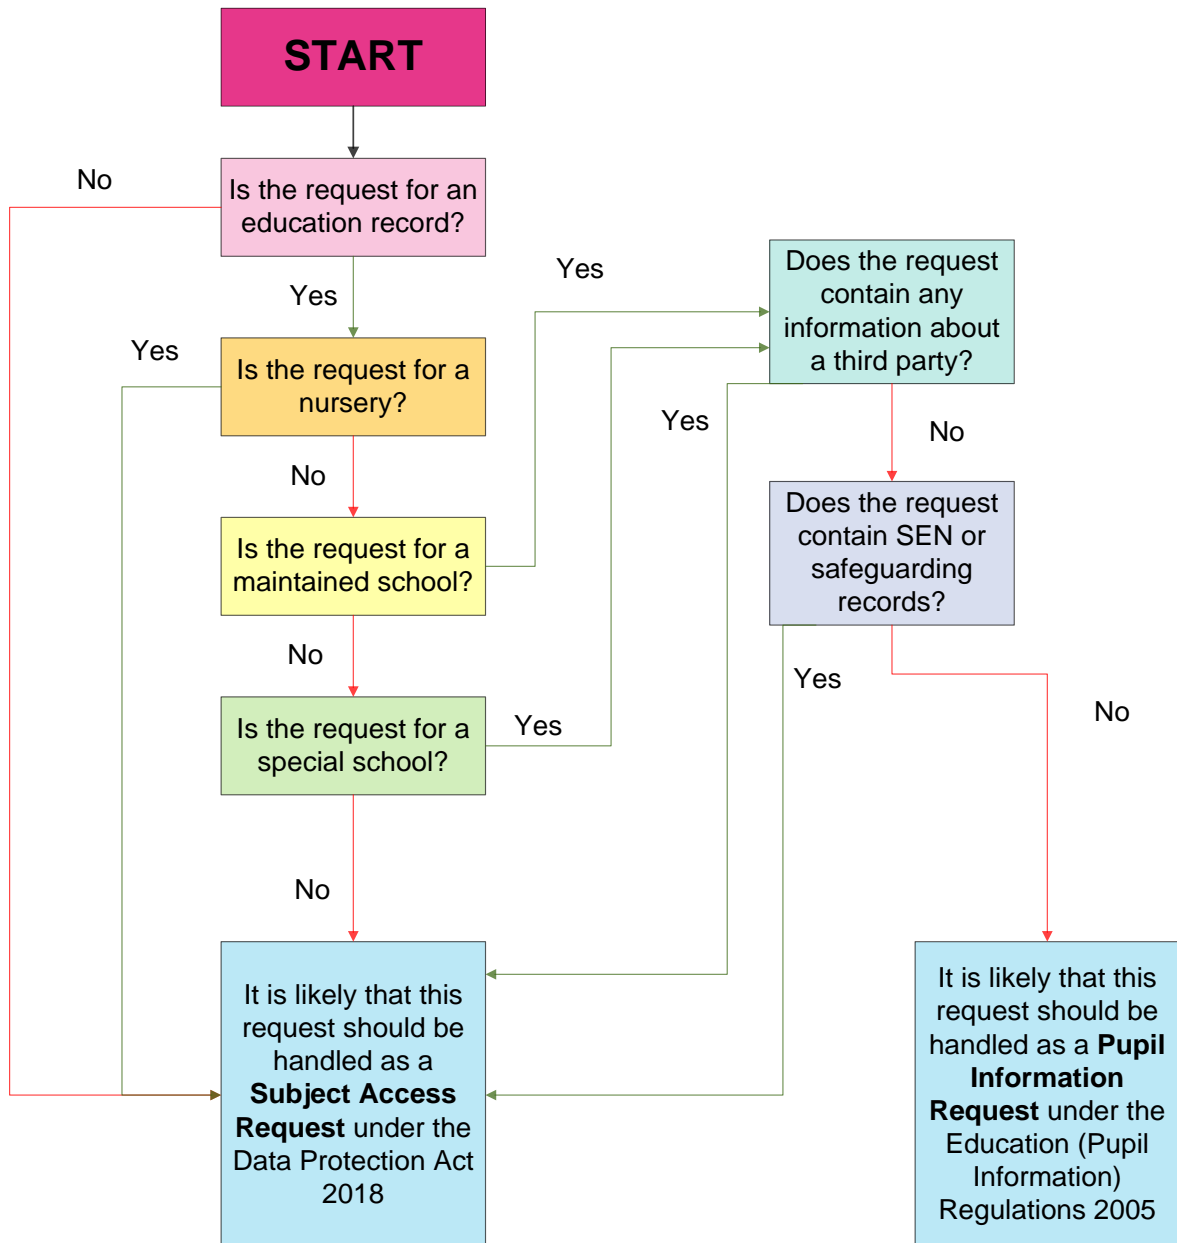 START
No
Is the request for an
education record?
Yes
Yes
Is the request for a
nursery?
No
Is the request for a
maintained school?
No
Is the request for a
special school?
Yes
No
It is likely that this
request should be
handled as a
Subject Access
Request under the
Data Protection Act
2018
Yes
Does the request
contain any
information about
a third party?
Yes
No
Does the request
contain SEN or
safeguarding
records?
Yes
No
It is likely that this
request should be
handled as a Pupil
Information
Request under the
Education (Pupil
Information)
Regulations 2005